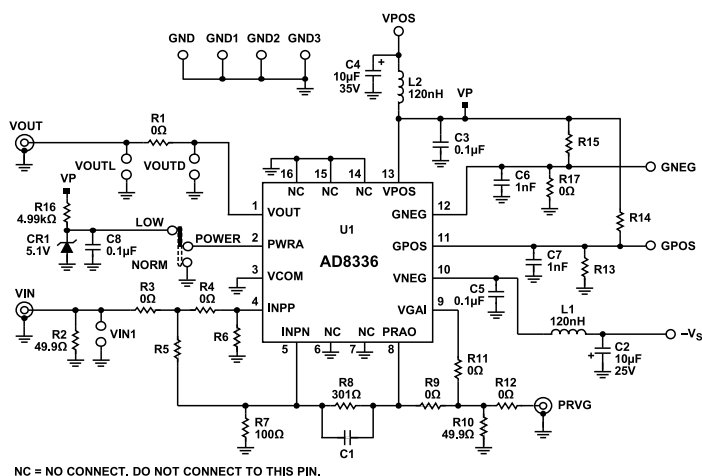 VPOS
GND GND1 GND2 GND3
C4
10µF
35V
+
L2
120nH
VP
VOUT
R1
0Ω
VOUTL
VOUTD
C3
0.1µF
R15
GNEG
C6
1nF
R17
0Ω
R14
VP
R16
4.99kΩ
CR1
5.1V
C8
0.1µF
LOW
POWER
NORM
16 15 14 13
NC NC NC VPOS
1 VOUT
2 PWRA
3 VCOM
4 INPP
U1
AD8336
GNEG 12
GPOS 11
VNEG 10
VGAI 9
INPN NC NC PRAO
5 6 7 8
GPOS
C7
1nF
R13
C5
0.1µF
L1
120nH
–VS
C2
10µF
25V
+
VIN
R2
49.9Ω
VIN1
R3
0Ω
R4
0Ω
R5
R6
R11
0Ω
R8
301Ω
R9
0Ω
R12
0Ω
PRVG
R7
100Ω
C1
R10
49.9Ω
NC = NO CONNECT. DO NOT CONNECT TO THIS PIN.